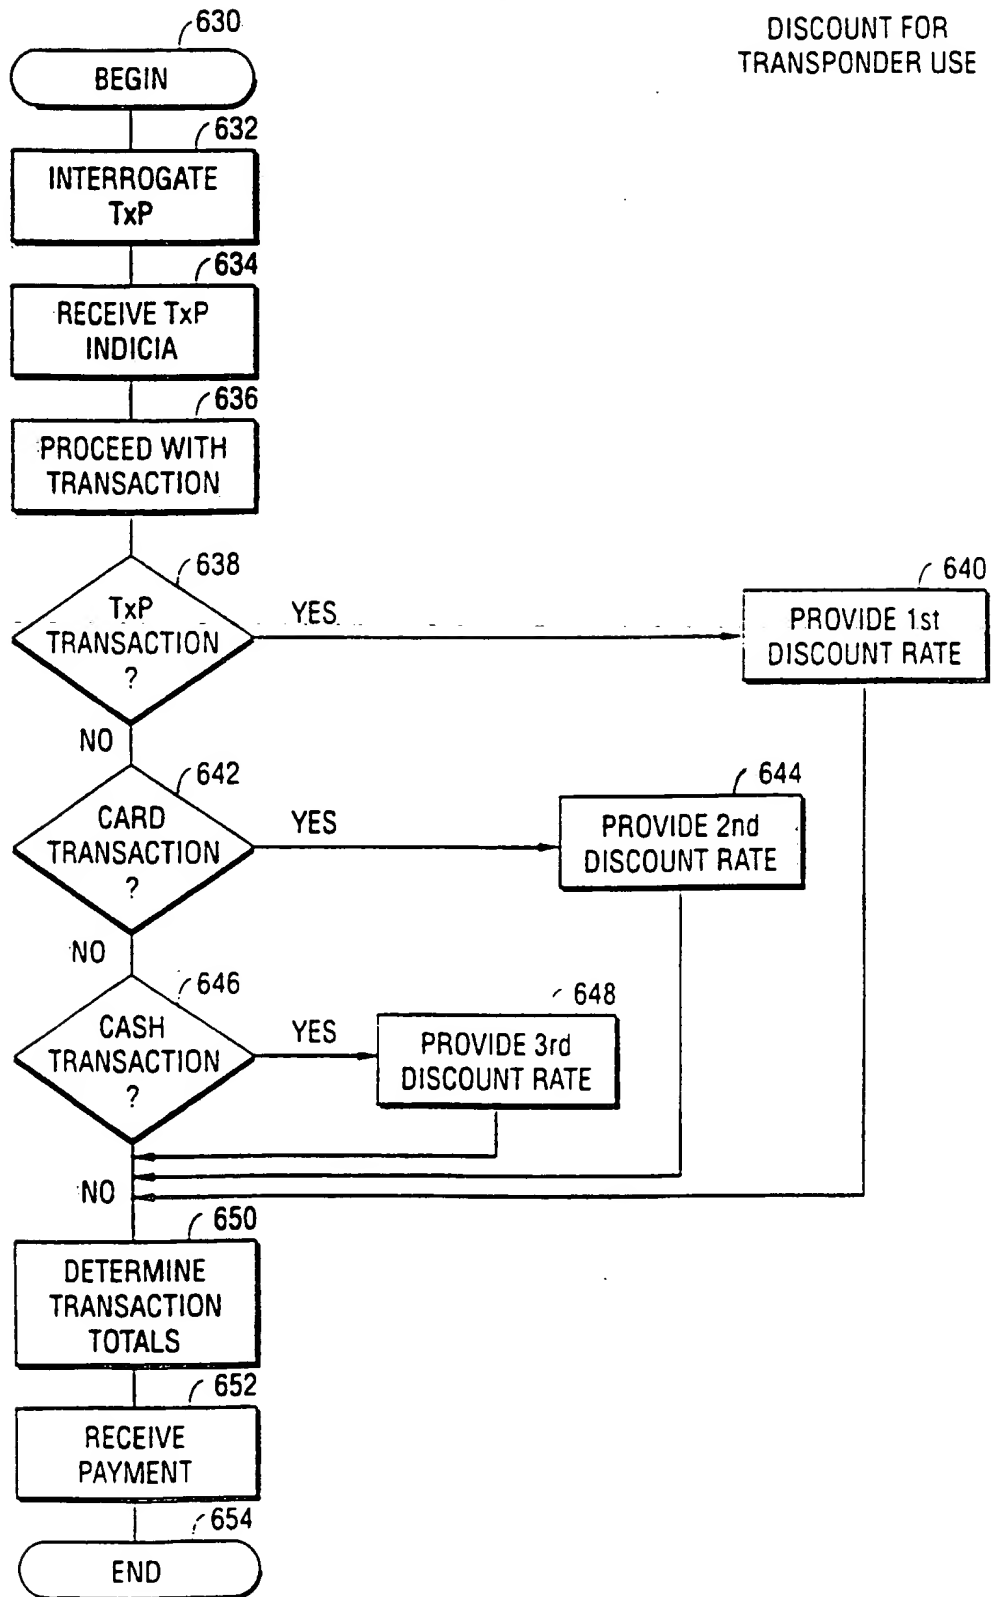 630
DISCOUNT FOR
TRANSPONDER USE
BEGIN
632
INTERROGATE
TxP
634
RECEIVE TxP
INDICIA
636
PROCEED WITH
TRANSACTION
638
TxP
TRANSACTION
?
YES
640
PROVIDE 1st
DISCOUNT RATE
NO
642
CARD
TRANSACTION
?
YES
644
PROVIDE 2nd
DISCOUNT RATE
NO
646
CASH
TRANSACTION
?
YES
648
PROVIDE 3rd
DISCOUNT RATE
NO
650
DETERMINE
TRANSACTION
TOTALS
652
RECEIVE
PAYMENT
654
END